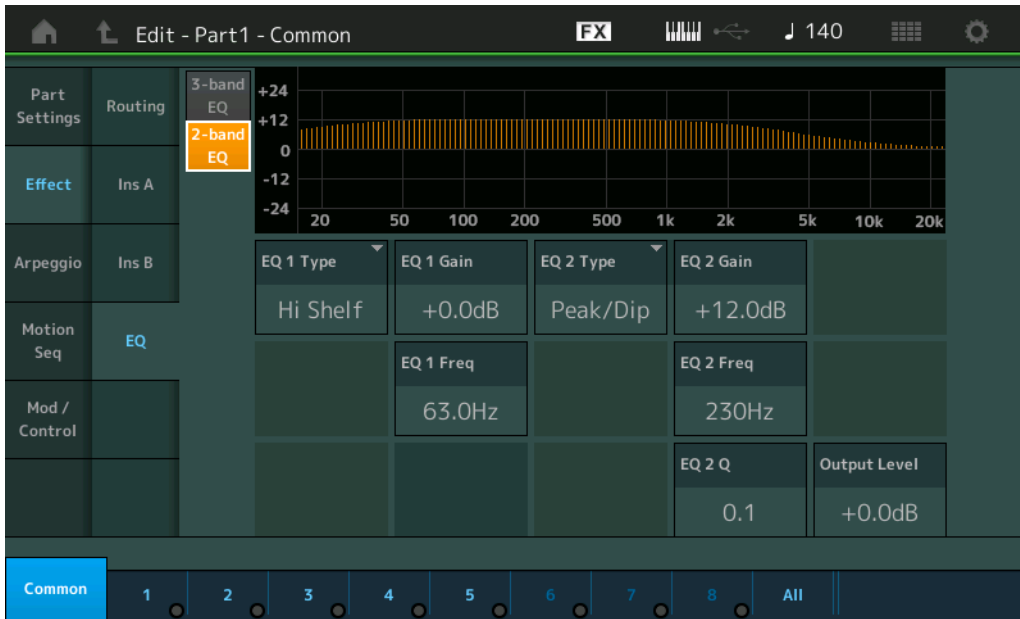 Edit - Part1 - Common
FX
140
Part
Settings
Effect
Arpeggio
Motion
Seq
Mod /
Control
Routing
Ins A
Ins B
EQ
3-band
EQ
2-band
EQ
+24
+12
0
-12
-24
20 50 100 200 500 1k 2k 5k 10k 20k
EQ 1 Type
Hi Shelf
EQ 1 Gain
+0.0dB
EQ 2 Type
Peak/Dip
EQ 2 Gain
+12.0dB
EQ 1 Freq
63.0Hz
EQ 2 Freq
230Hz
EQ 2 Q
0.1
Output Level
+0.0dB
Common 1 2 3 4 5 6 7 8 All